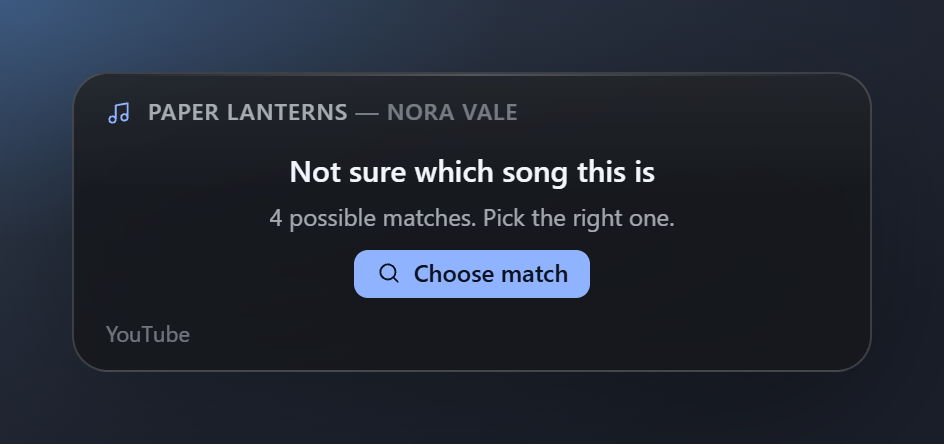 PAPER LANTERNS — NORA VALE
Not sure which song this is
4 possible matches. Pick the right one.
Choose match
YouTube